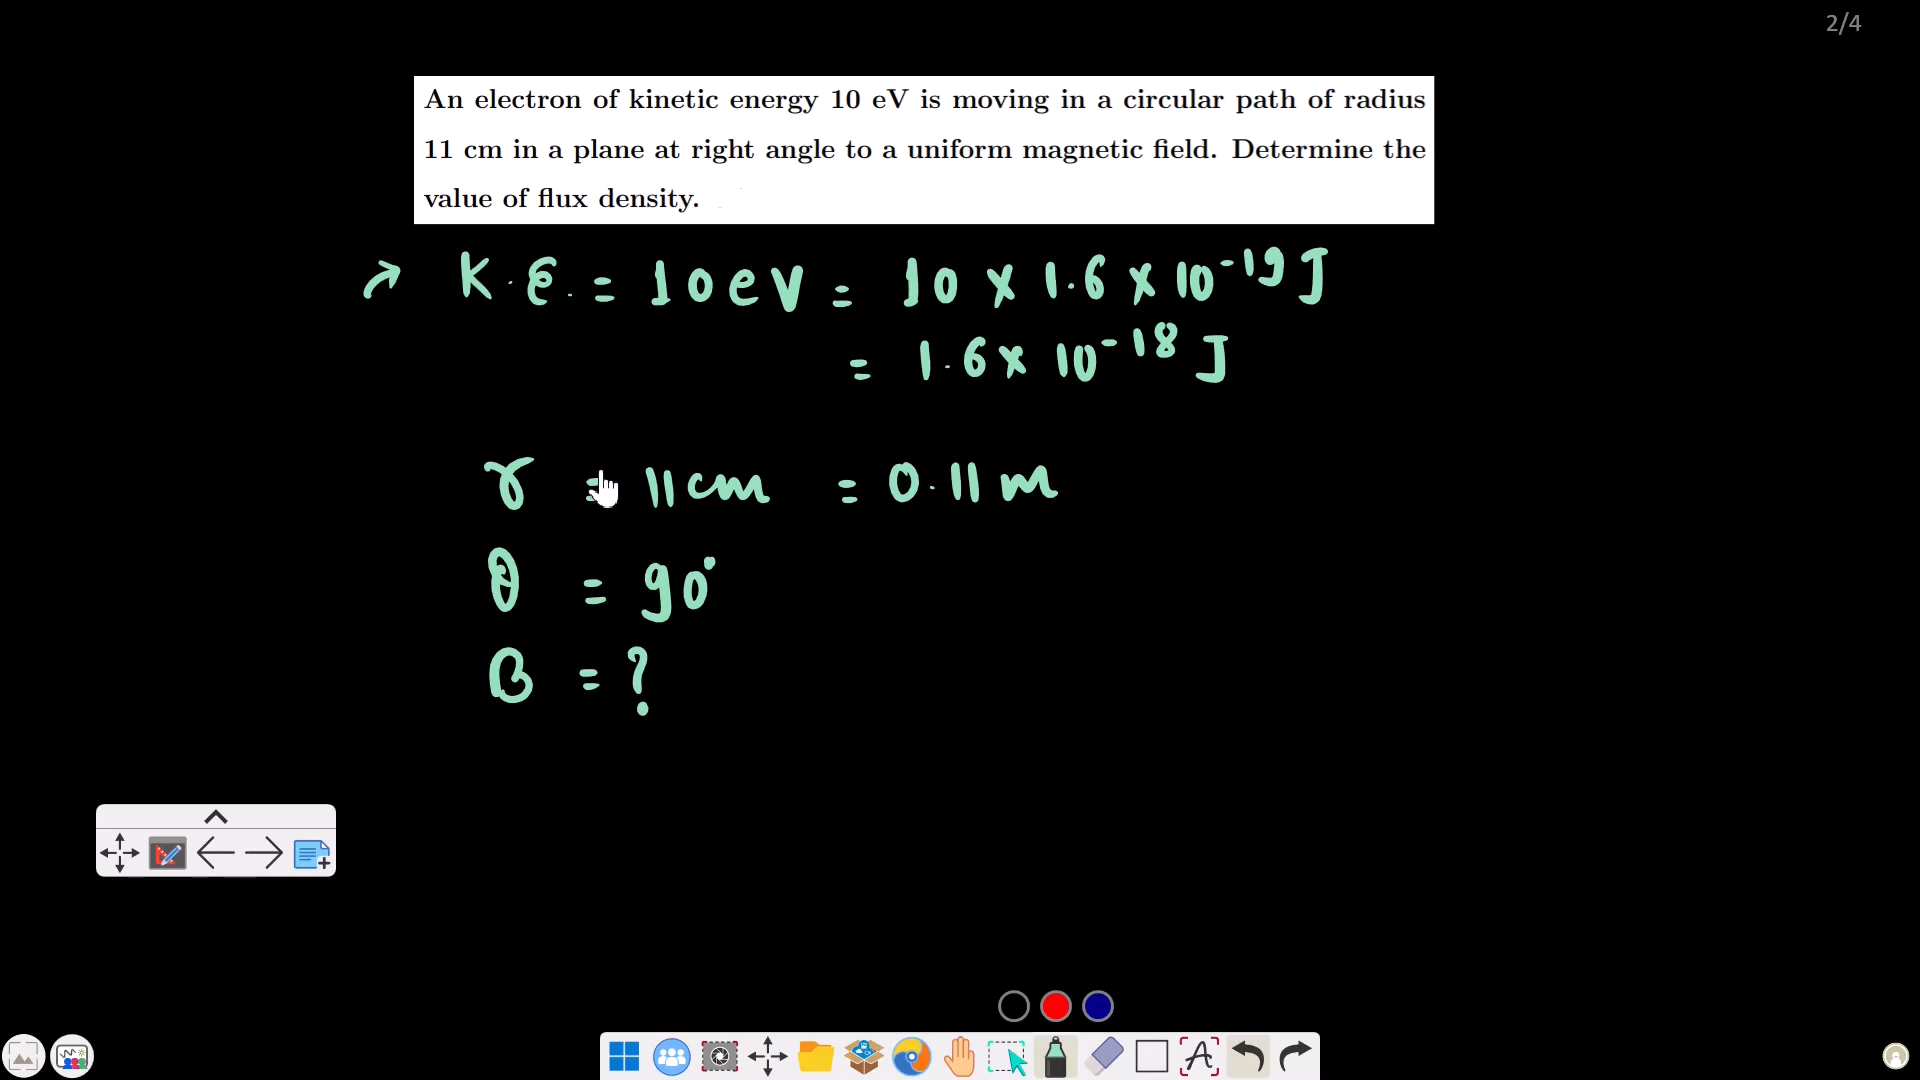 2/4
An electron of kinetic energy 10 eV is moving in a circular path of radius
11 cm in a plane at right angle to a uniform magnetic field. Determine the
value of flux density.
K.E. = 10eV = 10 × 1.6 × 10⁻¹⁹ J
= 1.6 × 10⁻¹⁸ J
r = 11cm = 0.11 m
θ = 90°
B = ?